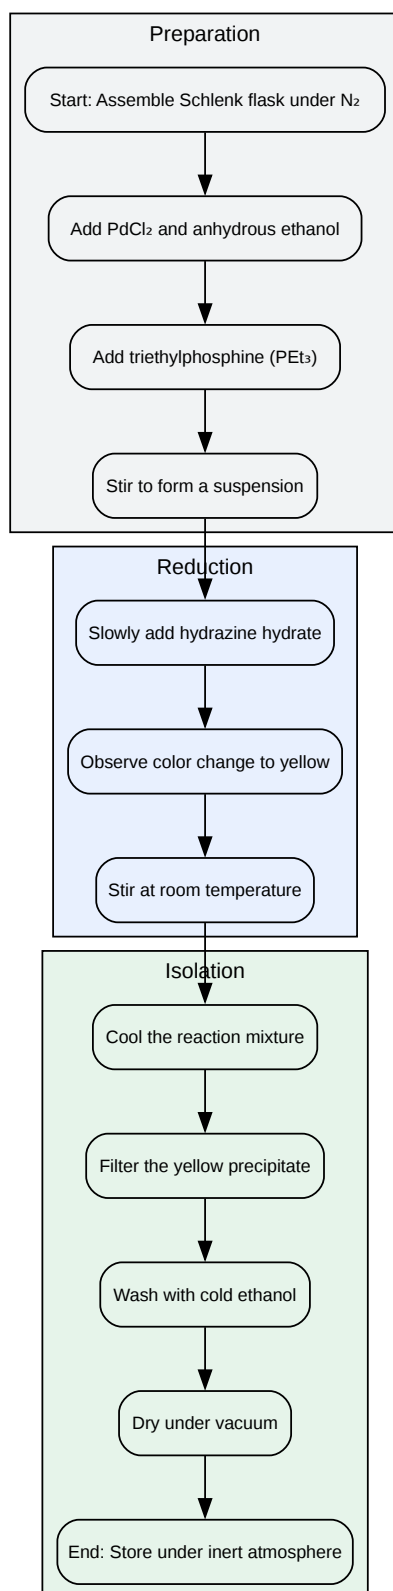 Preparation
Start: Assemble Schlenk flask under N₂
Add PdCl₂ and anhydrous ethanol
Add triethylphosphine (PEt₃)
Stir to form a suspension
Reduction
Slowly add hydrazine hydrate
Observe color change to yellow
Stir at room temperature
Isolation
Cool the reaction mixture
Filter the yellow precipitate
Wash with cold ethanol
Dry under vacuum
End: Store under inert atmosphere